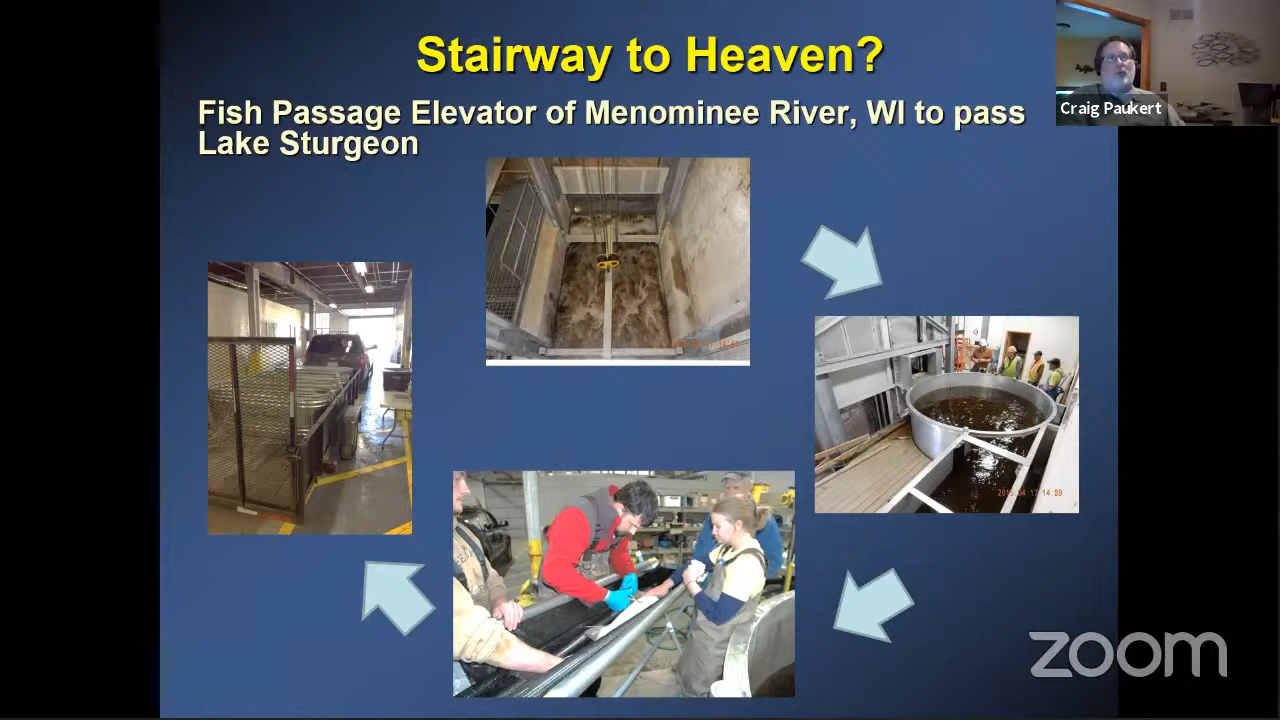 Stairway to Heaven?
Fish Passage Elevator of Menominee River, WI to pass
Lake Sturgeon
Craig Paukert
zoom